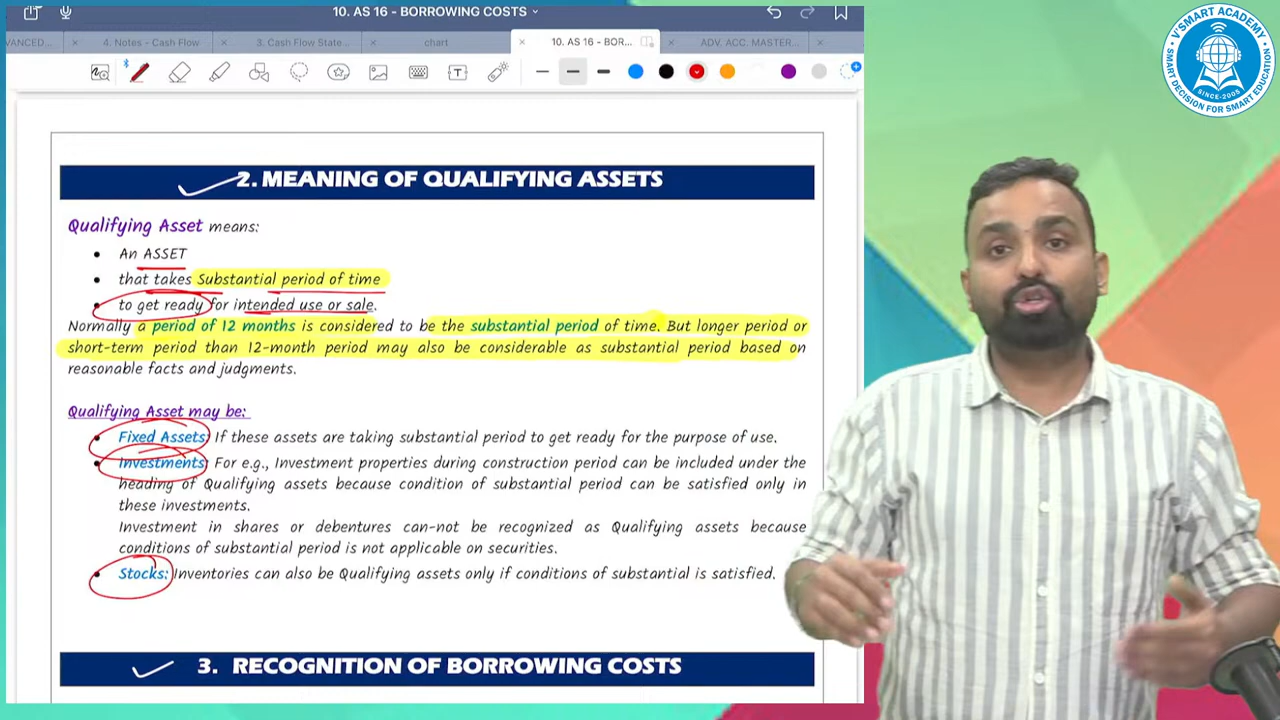 10. AS 16 - BORROWING COSTS
VANCED...
4. Notes - Cash Flow
3. Cash Flow State...
chart
10. AS 16 - BOR...
ADV. ACC. MASTER...
V'SMART ACADEMY
SINCE-2005
SMART DECISION FOR SMART EDUCATION
2. MEANING OF QUALIFYING ASSETS
Qualifying Asset means:
• An ASSET
• that takes Substantial period of time
• to get ready for intended use or sale.
Normally a period of 12 months is considered to be the substantial period of time. But longer period or
short-term period than 12-month period may also be considerable as substantial period based on
reasonable facts and judgments.
Qualifying Asset may be:
• Fixed Assets: If these assets are taking substantial period to get ready for the purpose of use.
• Investments: For e.g., Investment properties during construction period can be included under the
heading of Qualifying assets because condition of substantial period can be satisfied only in
these investments.
Investment in shares or debentures can-not be recognized as Qualifying assets because
conditions of substantial period is not applicable on securities.
• Stocks: Inventories can also be Qualifying assets only if conditions of substantial is satisfied.
3. RECOGNITION OF BORROWING COSTS